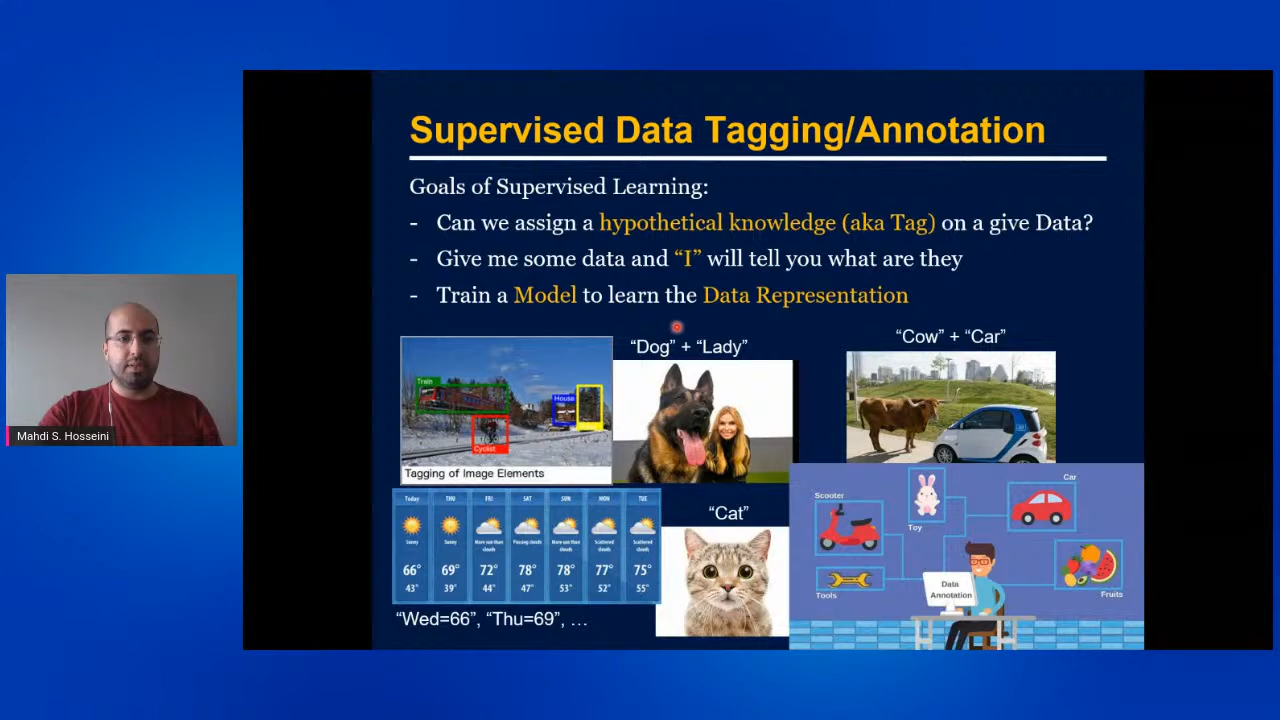 Supervised Data Tagging/Annotation
Goals of Supervised Learning:
- Can we assign a hypothetical knowledge (aka Tag) on a give Data?
- Give me some data and “I” will tell you what are they
- Train a Model to learn the Data Representation
“Dog” + “Lady”
“Cow” + “Car”
Train
House
Cyclist
Tagging of Image Elements
Mahdi S. Hosseini
Today THU FRI SAT SUN MON TUE
Sunny Sunny More sun than clouds Passing clouds More sun than clouds Scattered clouds Scattered clouds
66° 69° 72° 78° 78° 77° 75°
43° 39° 44° 47° 53° 52° 55°
“Wed=66”, “Thu=69”, …
“Cat”
Scooter
Toy
Car
Tools
Data
Annotation
Fruits